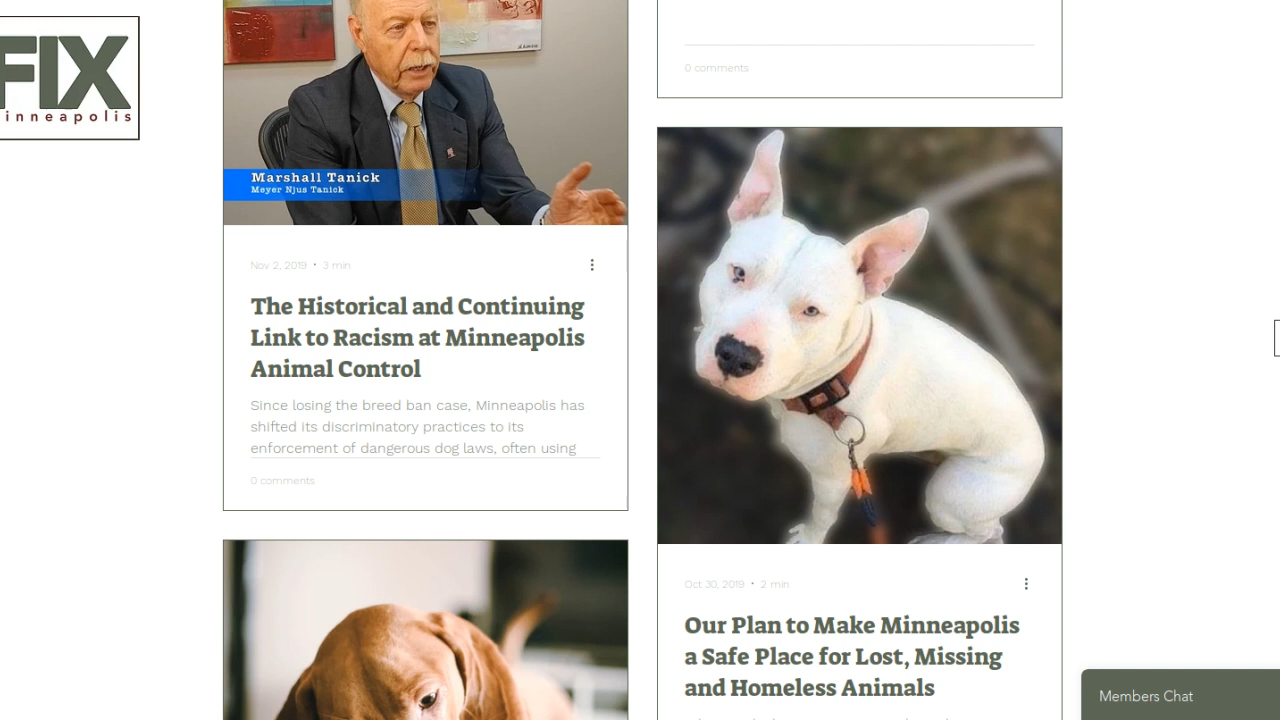 FIX
inneapolis
Marshall Tanick
Meyer Njus Tanick
Nov 2, 2019 • 3 min
The Historical and Continuing
Link to Racism at Minneapolis
Animal Control
Since losing the breed ban case, Minneapolis has
shifted its discriminatory practices to its
enforcement of dangerous dog laws, often using
0 comments
0 comments
Oct 30, 2019 • 2 min
Our Plan to Make Minneapolis
a Safe Place for Lost, Missing
and Homeless Animals
Members Chat